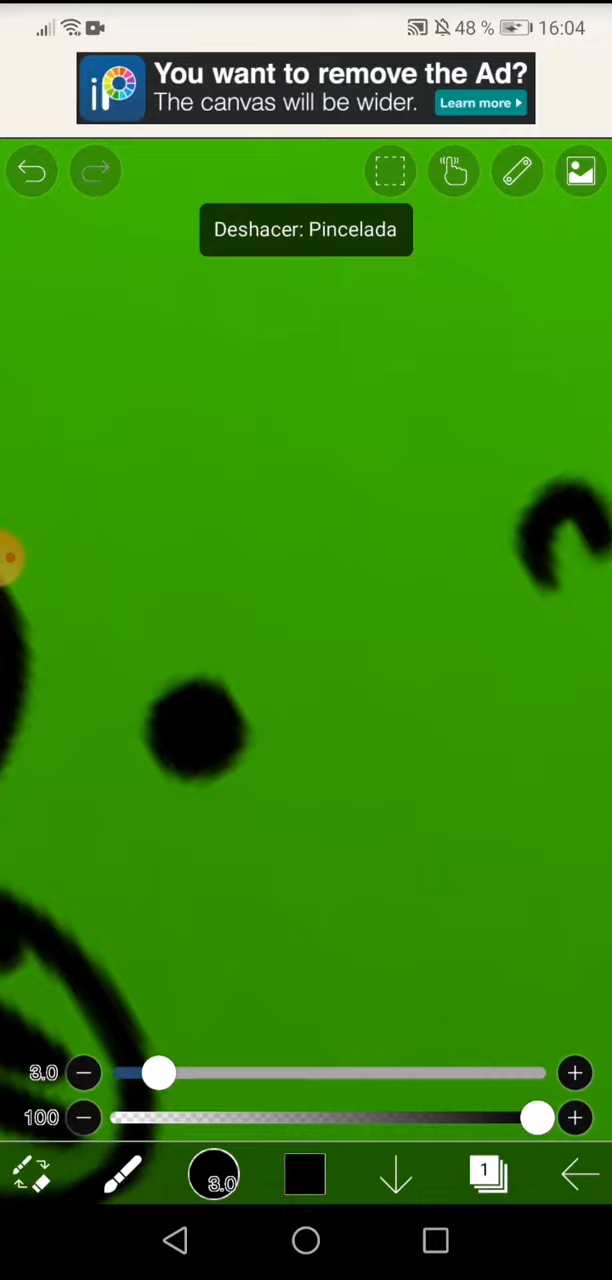 48 % 16:04
iP
You want to remove the Ad?
The canvas will be wider. Learn more
Deshacer: Pincelada
3.0
100
3.0
1